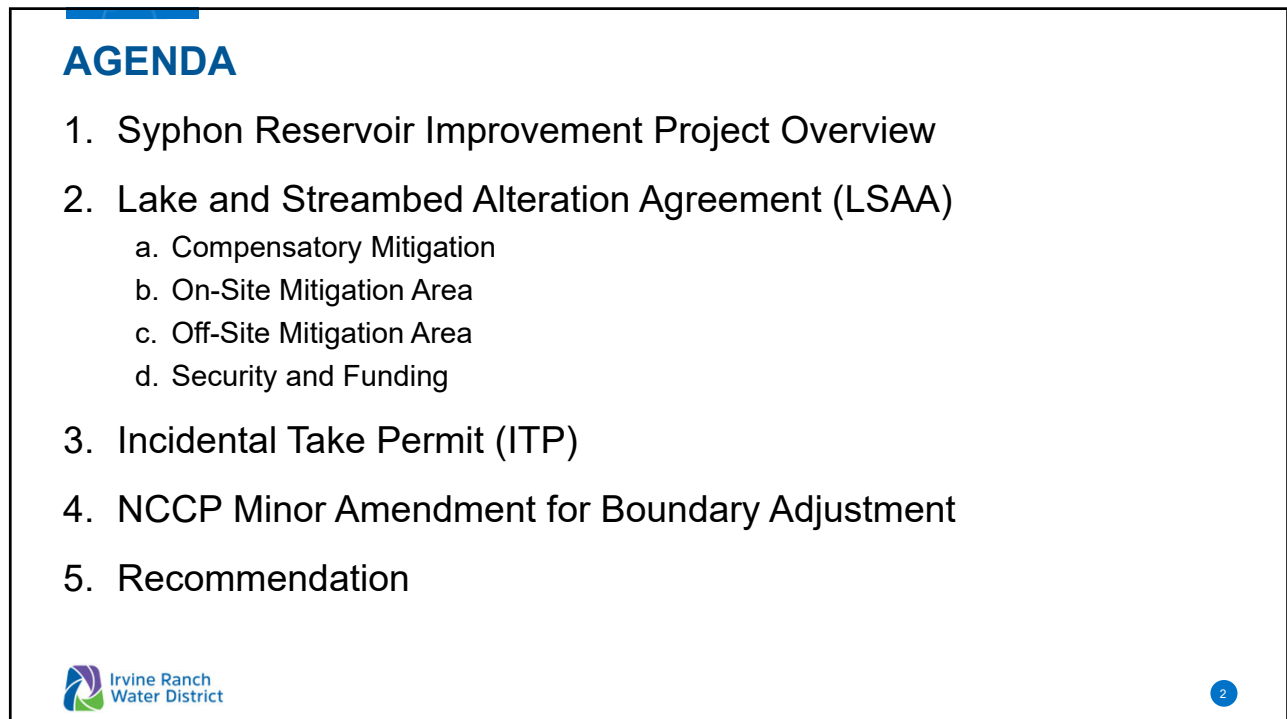 AGENDA
1. Syphon Reservoir Improvement Project Overview
2. Lake and Streambed Alteration Agreement (LSAA)
a. Compensatory Mitigation
b. On-Site Mitigation Area
c. Off-Site Mitigation Area
d. Security and Funding
3. Incidental Take Permit (ITP)
4. NCCP Minor Amendment for Boundary Adjustment
5. Recommendation
Irvine Ranch
Water District
2